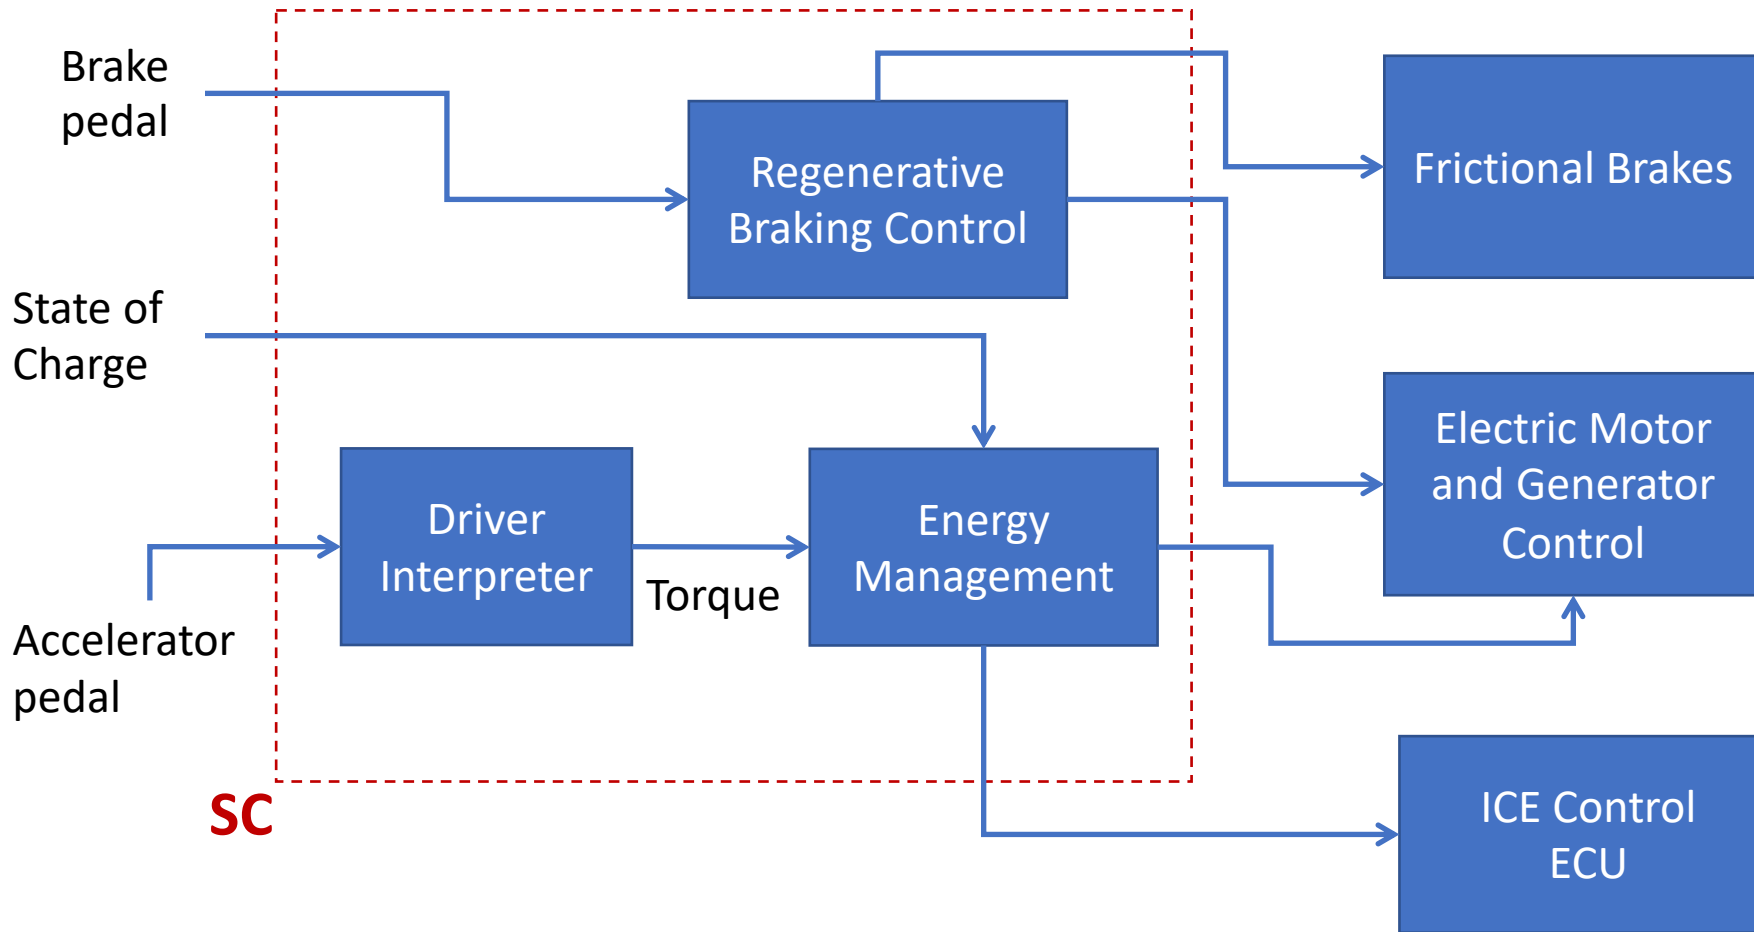 Brake
pedal
Regenerative
Braking Control
Frictional Brakes
State of
Charge
Electric Motor
and Generator
Control
Driver
Interpreter
Torque
Energy
Management
Accelerator
pedal
SC
ICE Control
ECU